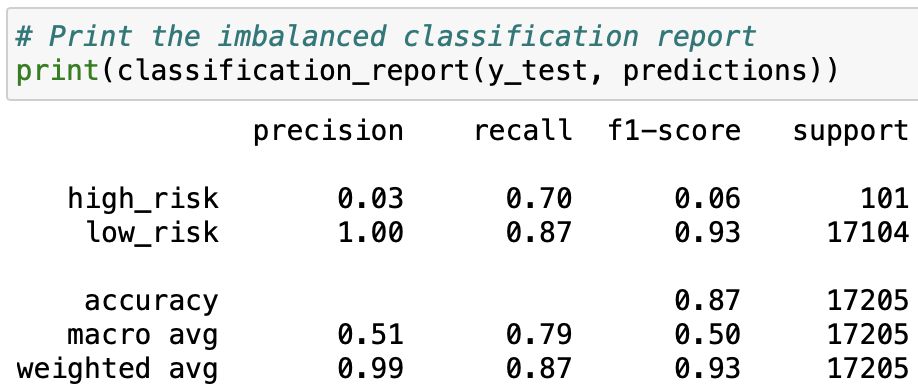 # Print the imbalanced classification report
print(classification_report(y_test, predictions))
precision recall f1-score support
high_risk 0.03 0.70 0.06 101
low_risk 1.00 0.87 0.93 17104
accuracy 0.87 17205
macro avg 0.51 0.79 0.50 17205
weighted avg 0.99 0.87 0.93 17205